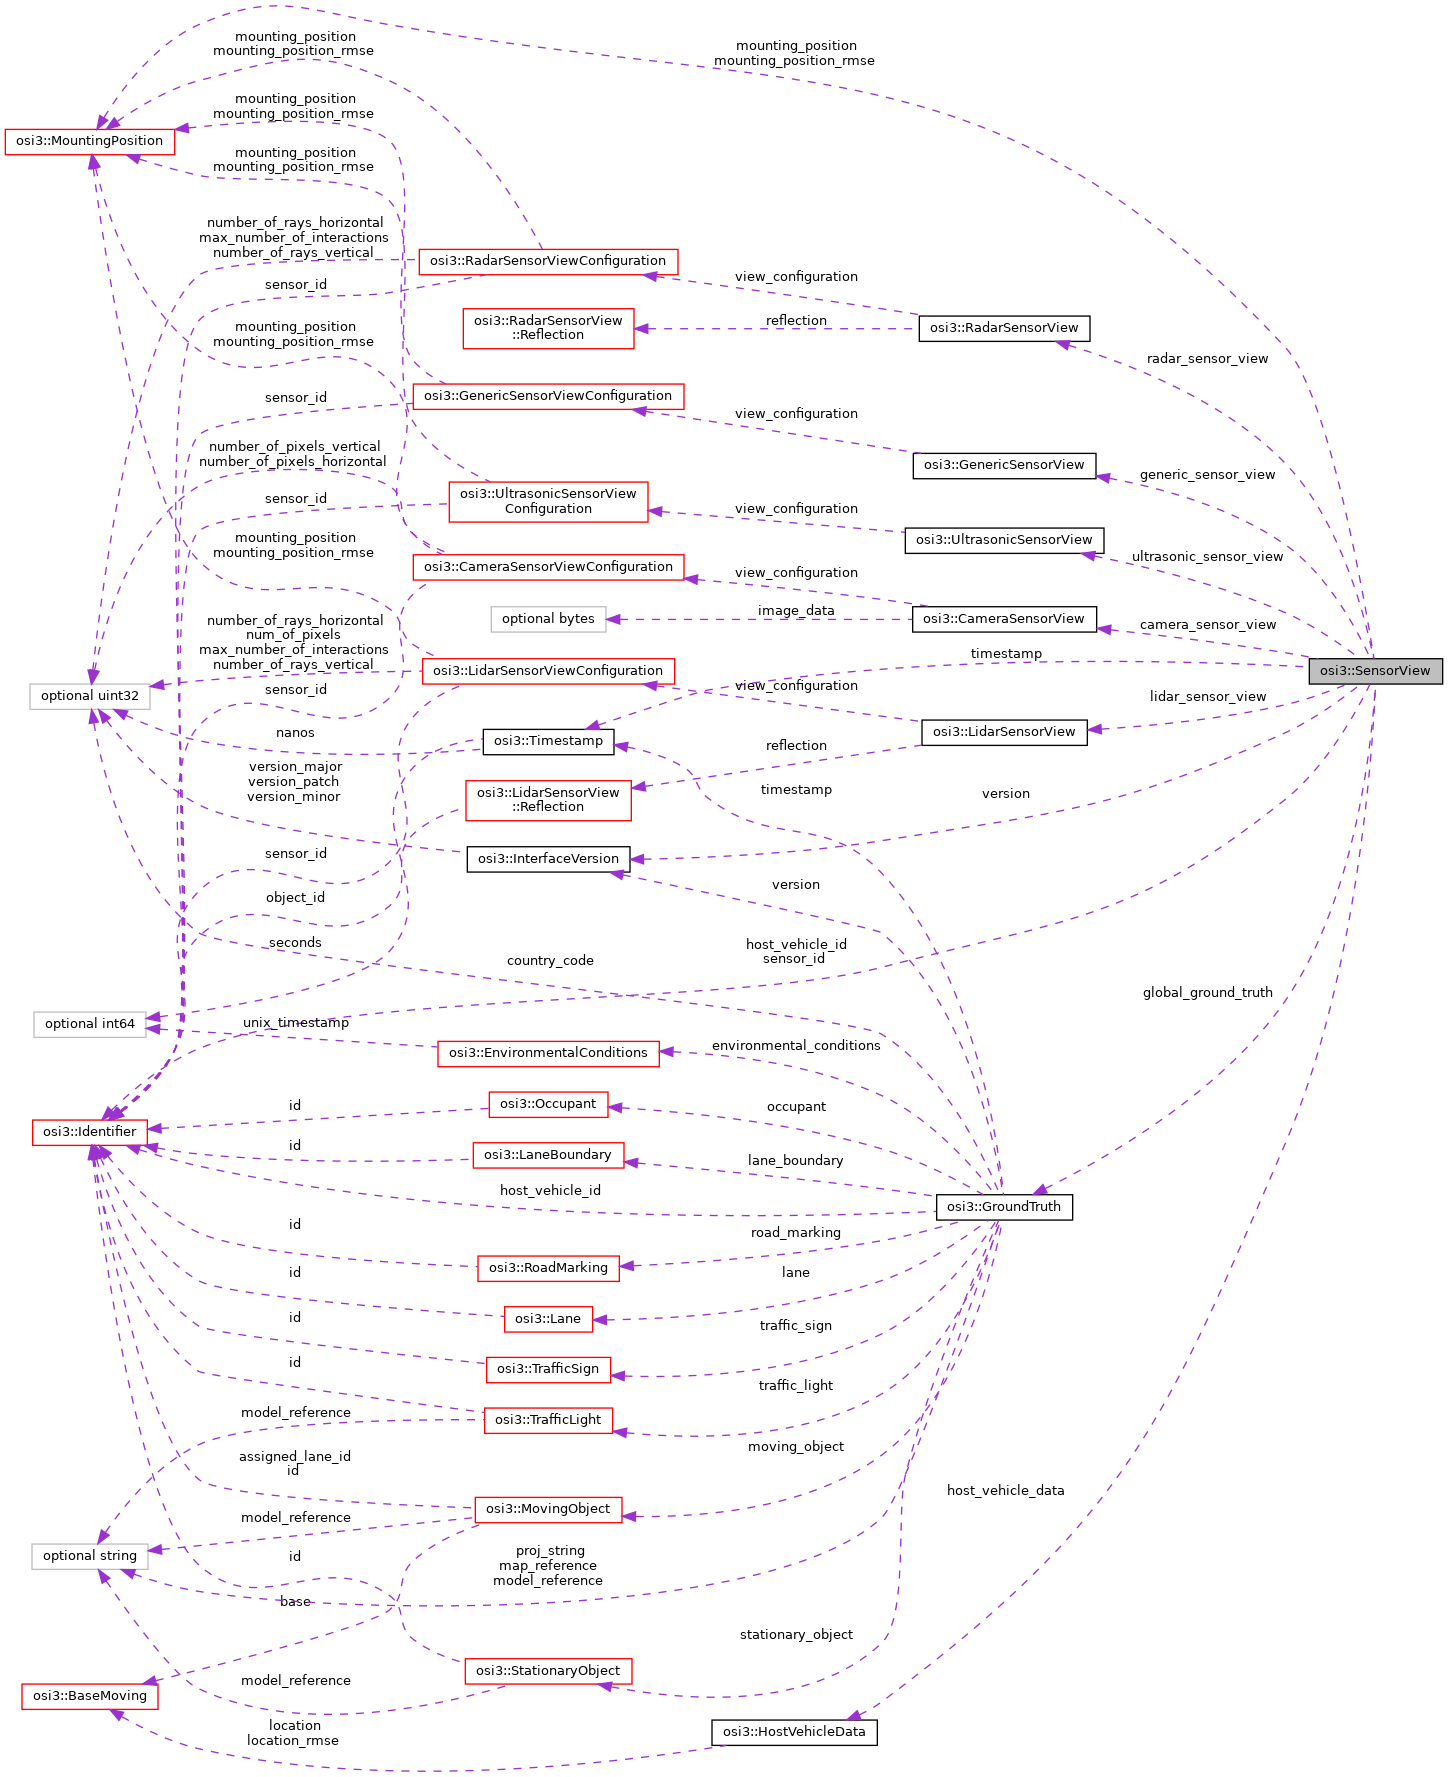 mounting_position
mounting_position_rmse
mounting_position
mounting_position_rmse
mounting_position
mounting_position_rmse
osi3::MountingPosition
mounting_position
mounting_position_rmse
number_of_rays_horizontal
max_number_of_interactions
number_of_rays_vertical
osi3::RadarSensorViewConfiguration
view_configuration
sensor_id
osi3::RadarSensorView
::Reflection
reflection
osi3::RadarSensorView
mounting_position
mounting_position_rmse
radar_sensor_view
sensor_id
osi3::GenericSensorViewConfiguration
view_configuration
number_of_pixels_vertical
number_of_pixels_horizontal
osi3::GenericSensorView
generic_sensor_view
sensor_id
osi3::UltrasonicSensorView
Configuration
view_configuration
osi3::UltrasonicSensorView
mounting_position
mounting_position_rmse
ultrasonic_sensor_view
osi3::CameraSensorViewConfiguration
view_configuration
optional bytes
image_data
osi3::CameraSensorView
camera_sensor_view
number_of_rays_horizontal
num_of_pixels
max_number_of_interactions
number_of_rays_vertical
timestamp
osi3::LidarSensorViewConfiguration
osi3::SensorView
optional uint32
sensor_id
view_configuration
lidar_sensor_view
nanos
osi3::Timestamp
osi3::LidarSensorView
reflection
version_major
version_patch
version_minor
osi3::LidarSensorView
::Reflection
timestamp
version
sensor_id
osi3::InterfaceVersion
object_id
version
seconds
country_code
host_vehicle_id
sensor_id
global_ground_truth
optional int64
unix_timestamp
osi3::EnvironmentalConditions
environmental_conditions
id
osi3::Occupant
occupant
osi3::Identifier
id
osi3::LaneBoundary
lane_boundary
host_vehicle_id
osi3::GroundTruth
id
road_marking
osi3::RoadMarking
id
lane
osi3::Lane
id
traffic_sign
osi3::TrafficSign
id
traffic_light
model_reference
osi3::TrafficLight
assigned_lane_id
id
moving_object
osi3::MovingObject
host_vehicle_data
model_reference
optional string
id
proj_string
map_reference
model_reference
base
stationary_object
osi3::StationaryObject
model_reference
osi3::BaseMoving
location
location_rmse
osi3::HostVehicleData